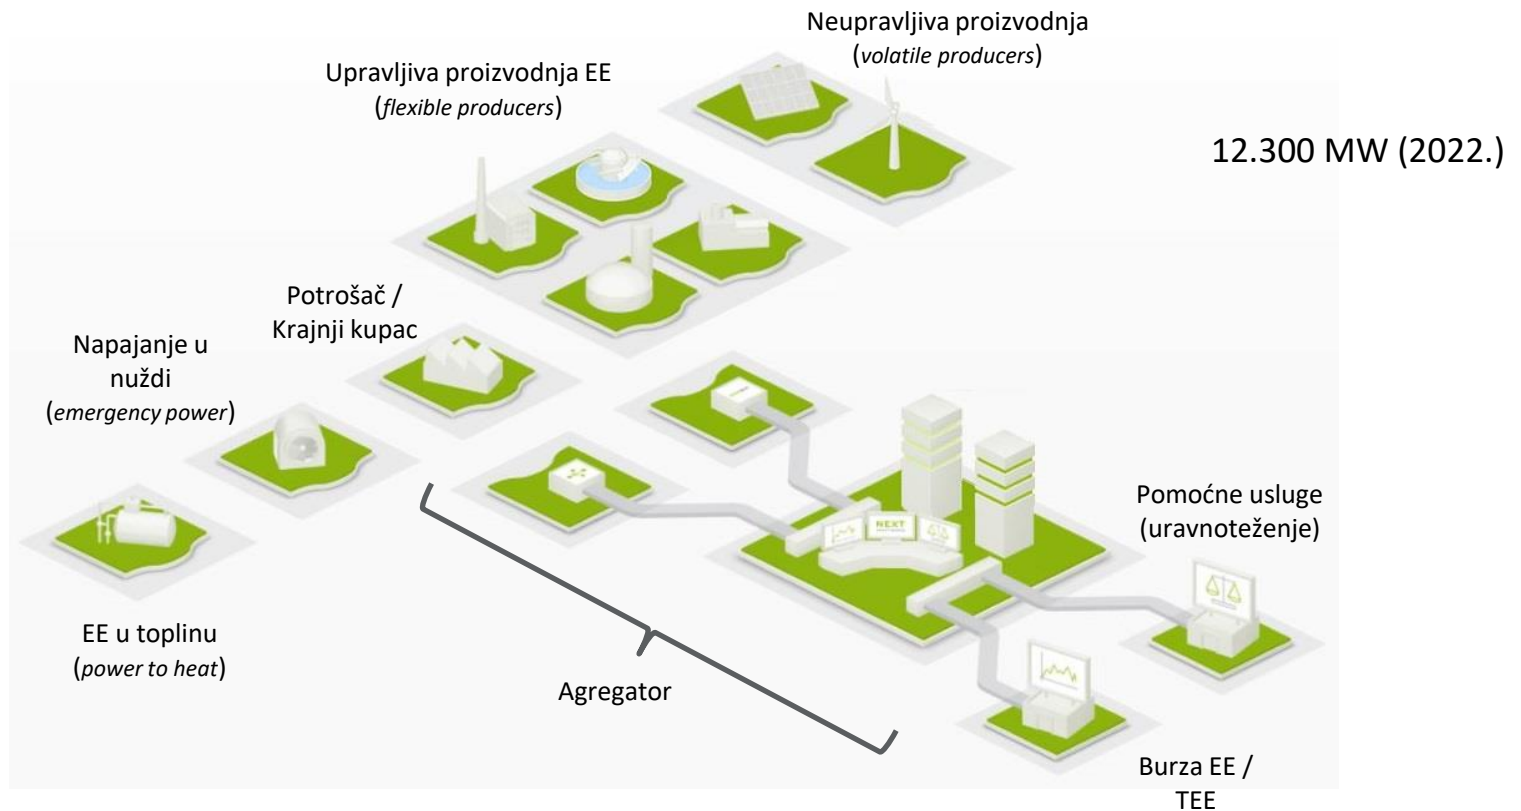 Neupravljiva proizvodnja
(volatile producers)
Upravljiva proizvodnja EE
(flexible producers)
12.300 MW (2022.)
Potrošač /
Krajnji kupac
Napajanje u
nuždi
(emergency power)
NEXT
Pomoćne usluge
(uravnoteženje)
EE u toplinu
(power to heat)
Agregator
Burza EE /
TEE